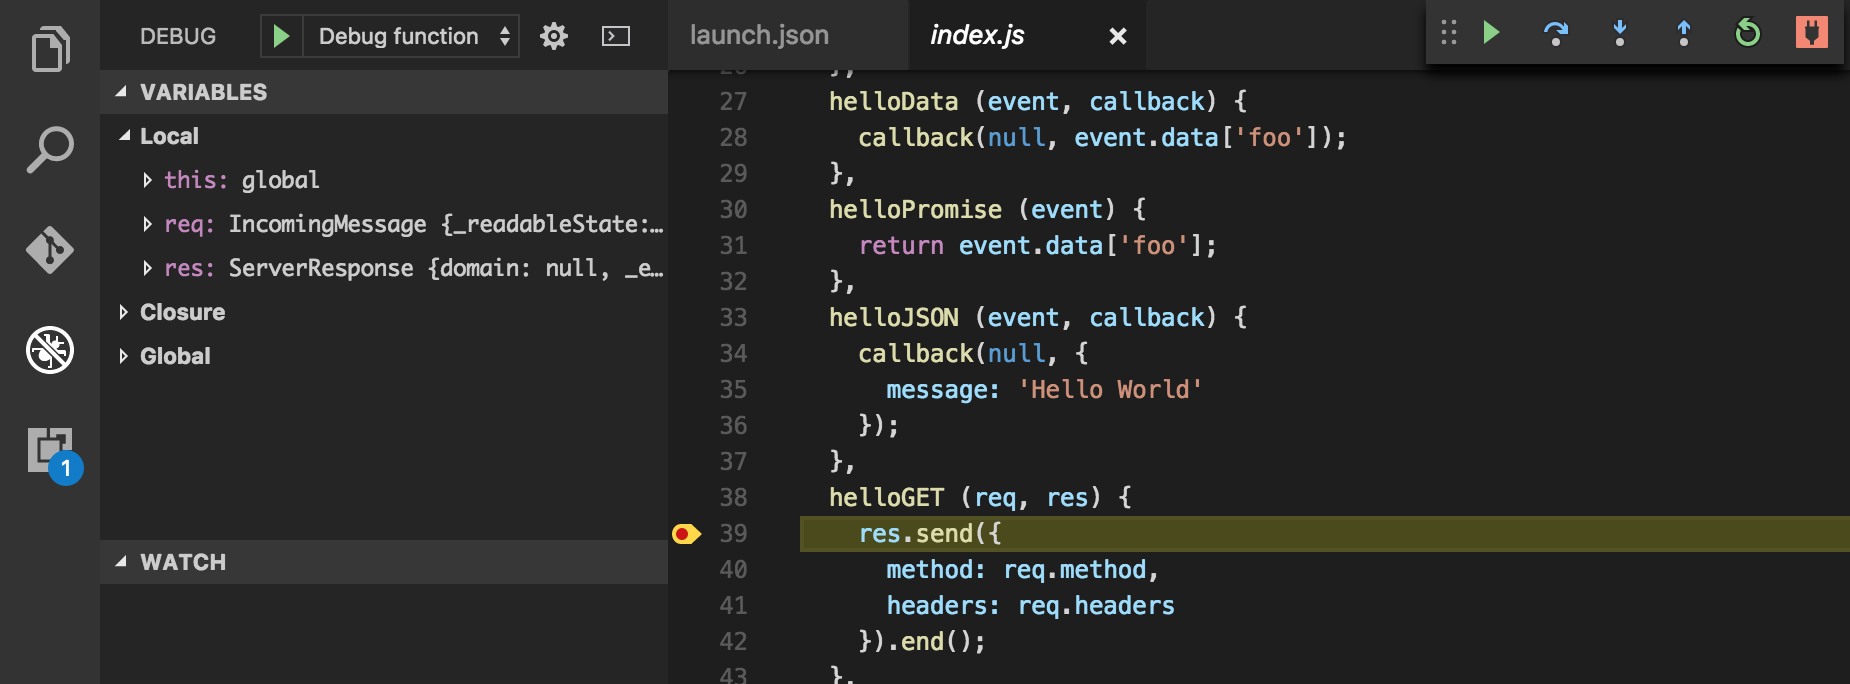 DEBUG
Debug function
launch.json
index.js
VARIABLES
Local
this: global
req: IncomingMessage {_readableState:…
res: ServerResponse {domain: null, _e…
Closure
Global
1
WATCH
26 },
27 helloData (event, callback) {
28 callback(null, event.data['foo']);
29 },
30 helloPromise (event) {
31 return event.data['foo'];
32 },
33 helloJSON (event, callback) {
34 callback(null, {
35 message: 'Hello World'
36 });
37 },
38 helloGET (req, res) {
39 res.send({
40 method: req.method,
41 headers: req.headers
42 }).end();
43 },